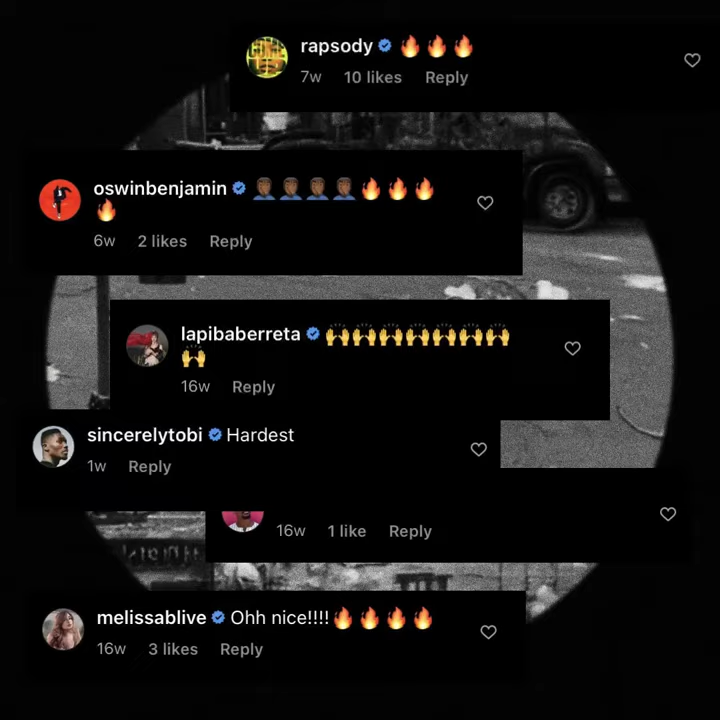 rapsody 🔥 🔥 🔥
7w 10 likes Reply
oswinbenjamin 🤦🏾‍♂️🤦🏾‍♂️🤦🏾‍♂️🤦🏾‍♂️🔥🔥🔥
🔥
6w 2 likes Reply
lapibaberreta 🙌🙌🙌🙌🙌🙌🙌
🙌
16w Reply
sincerelytobi Hardest
1w Reply
16w 1 like Reply
melissablive Ohh nice!!!!🔥🔥🔥🔥
16w 3 likes Reply